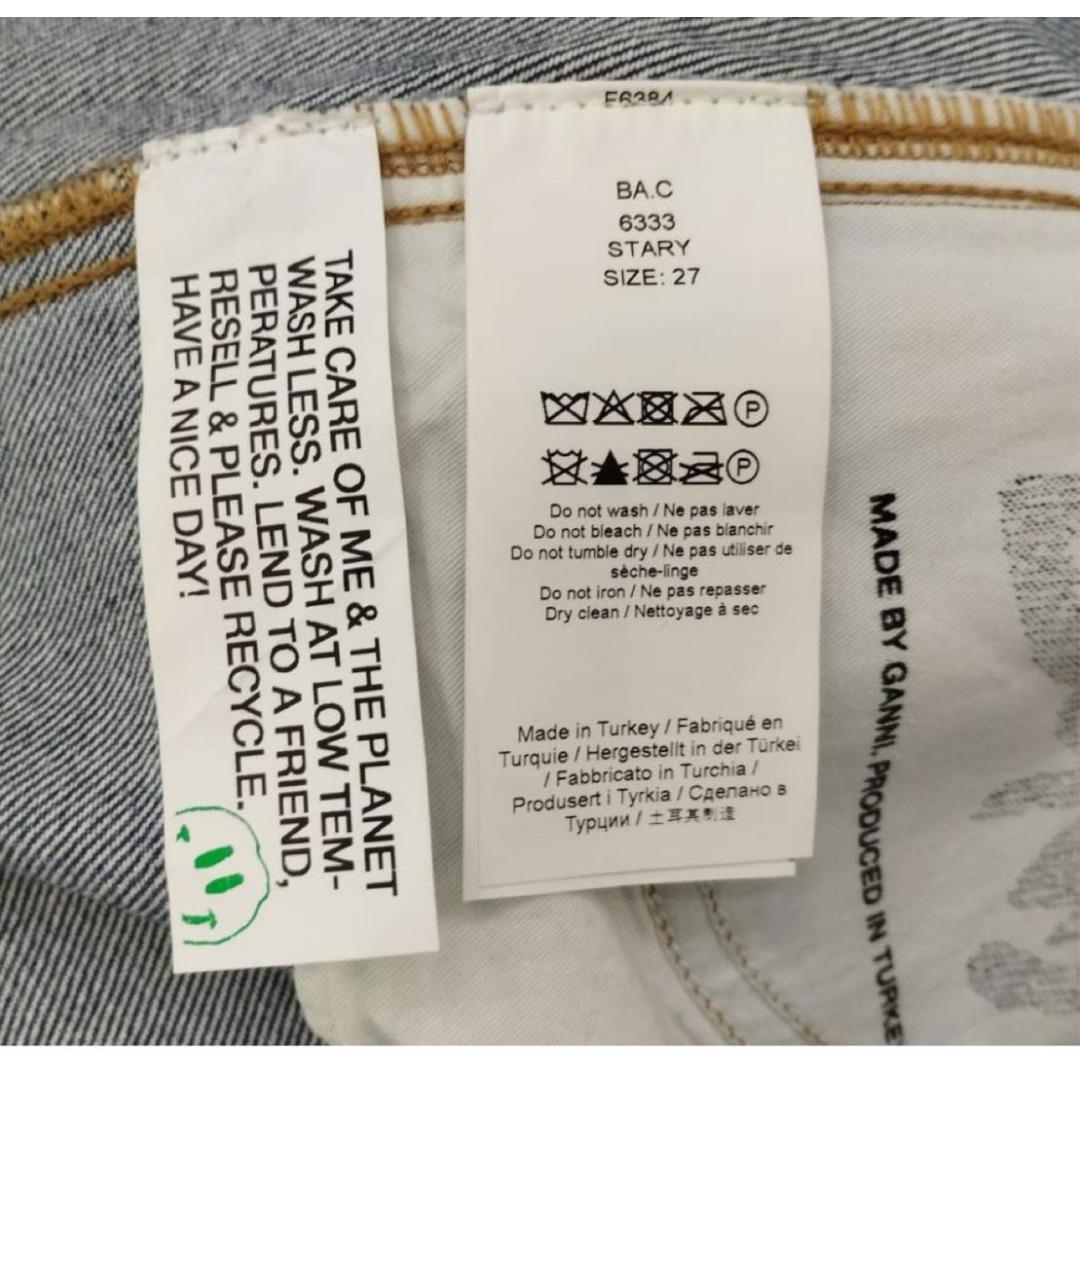 TAKE CARE OF ME & THE PLANET
WASH LESS. WASH AT LOW TEM-
PERATURES. LEND TO A FRIEND,
RESELL & PLEASE RECYCLE.
HAVE A NICE DAY!
F6384
BA.C
6333
STARY
SIZE: 27
P
P
Do not wash / Ne pas laver
Do not bleach / Ne pas blanchir
Do not tumble dry / Ne pas utiliser de
sèche-linge
Do not iron / Ne pas repasser
Dry clean / Nettoyage à sec
Made in Turkey / Fabriqué en
Turquie / Hergestellt in der Türkei
/ Fabbricato in Turchia /
Produsert i Tyrkia / Сделано в
Турции / 土耳其制造
MADE BY GANNI, PRODUCED IN TURKE